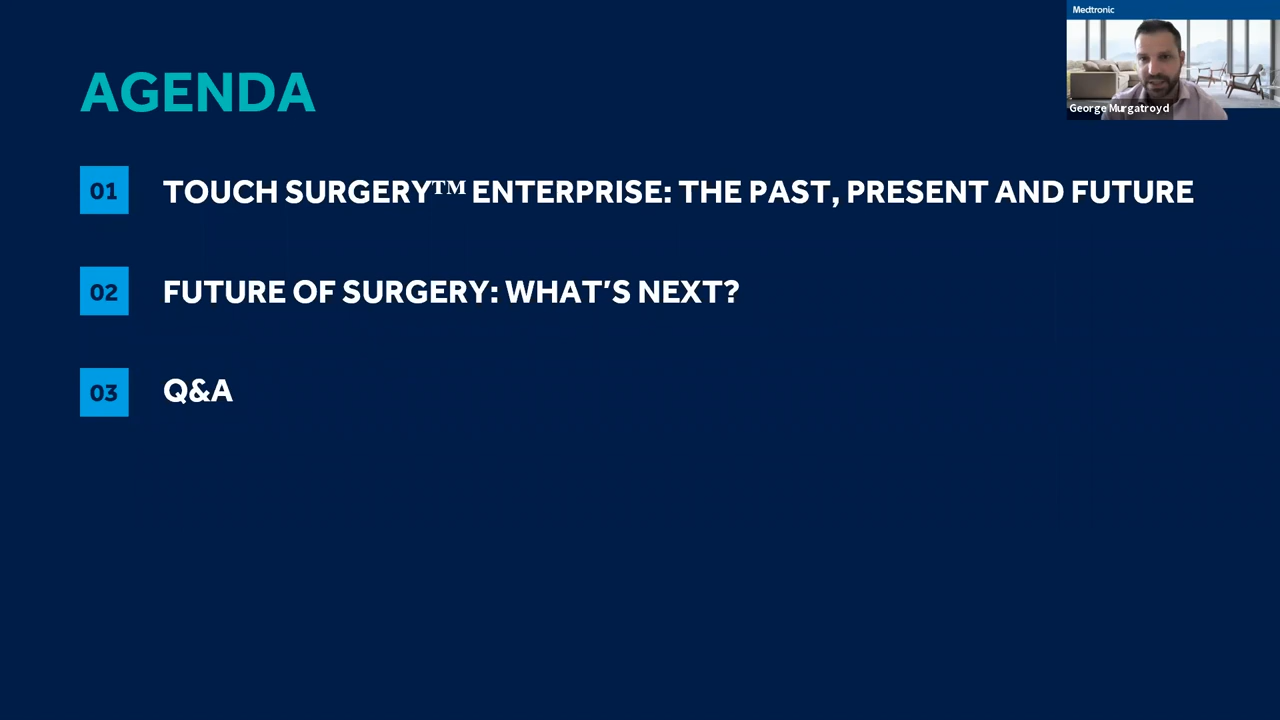 Medtronic
George Murgatroyd
AGENDA
01 TOUCH SURGERY™ ENTERPRISE: THE PAST, PRESENT AND FUTURE
02 FUTURE OF SURGERY: WHAT’S NEXT?
03 Q&A